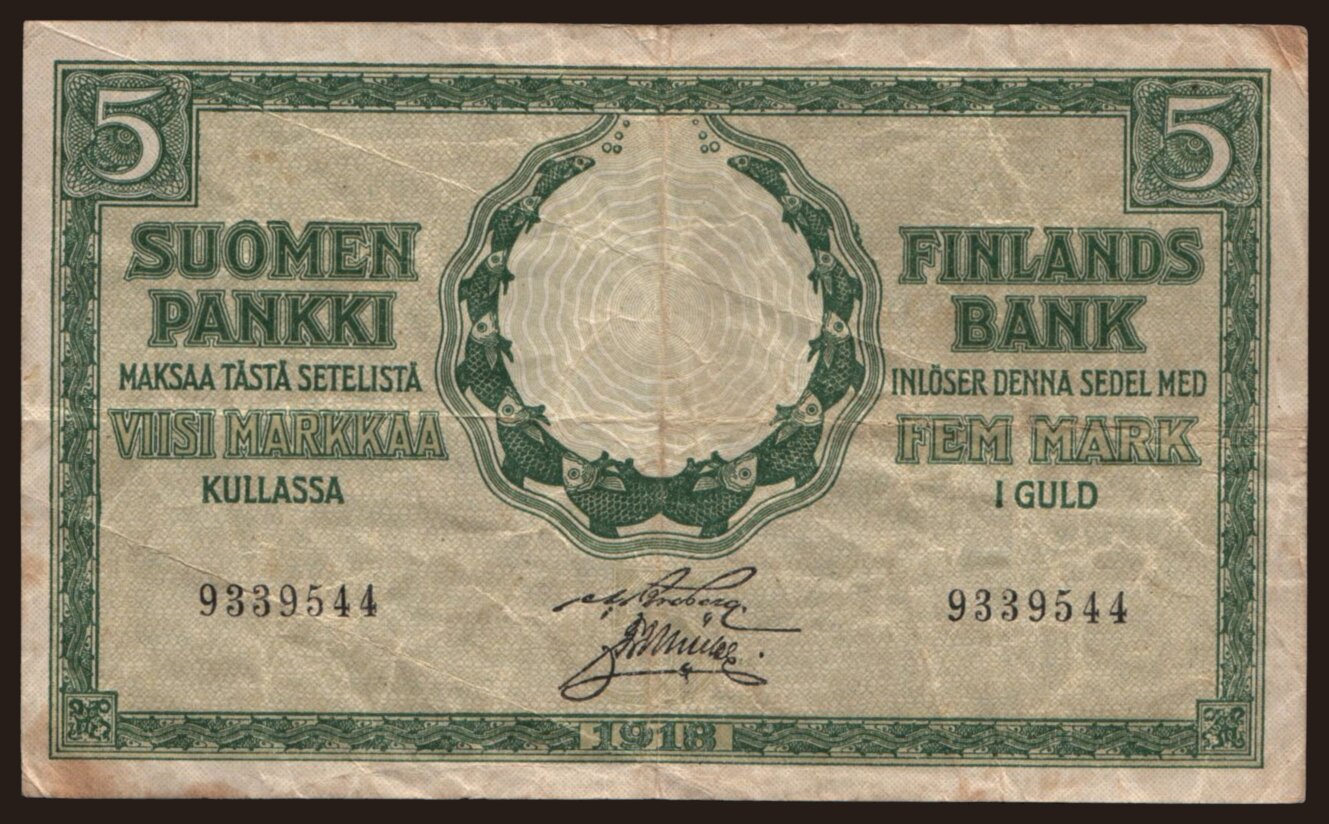 5
5
SUOMEN
PANKKI
MAKSAA TÄSTÄ SETELISTÄ
VIISI MARKKAA
KULLASSA
FINLANDS
BANK
INLÖSER DENNA SEDEL MED
FEM MARK
I GULD
9339544
9339544
1918